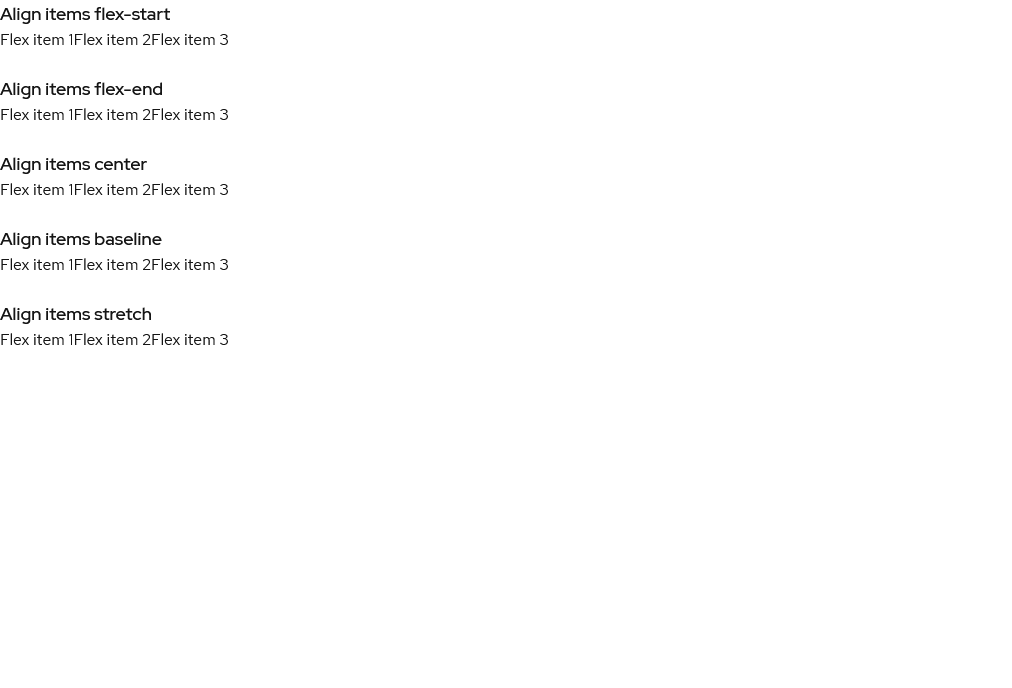 Align items flex-start
Flex item 1Flex item 2Flex item 3
Align items flex-end
Flex item 1Flex item 2Flex item 3
Align items center
Flex item 1Flex item 2Flex item 3
Align items baseline
Flex item 1Flex item 2Flex item 3
Align items stretch
Flex item 1Flex item 2Flex item 3